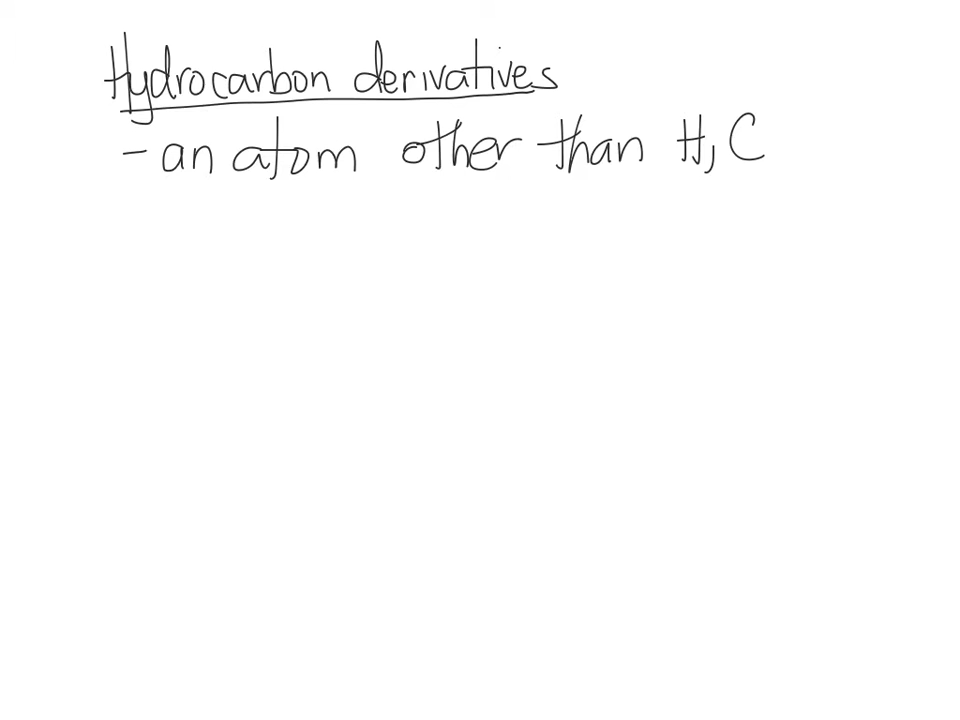 Hydrocarbon derivatives
- an atom other than H, C